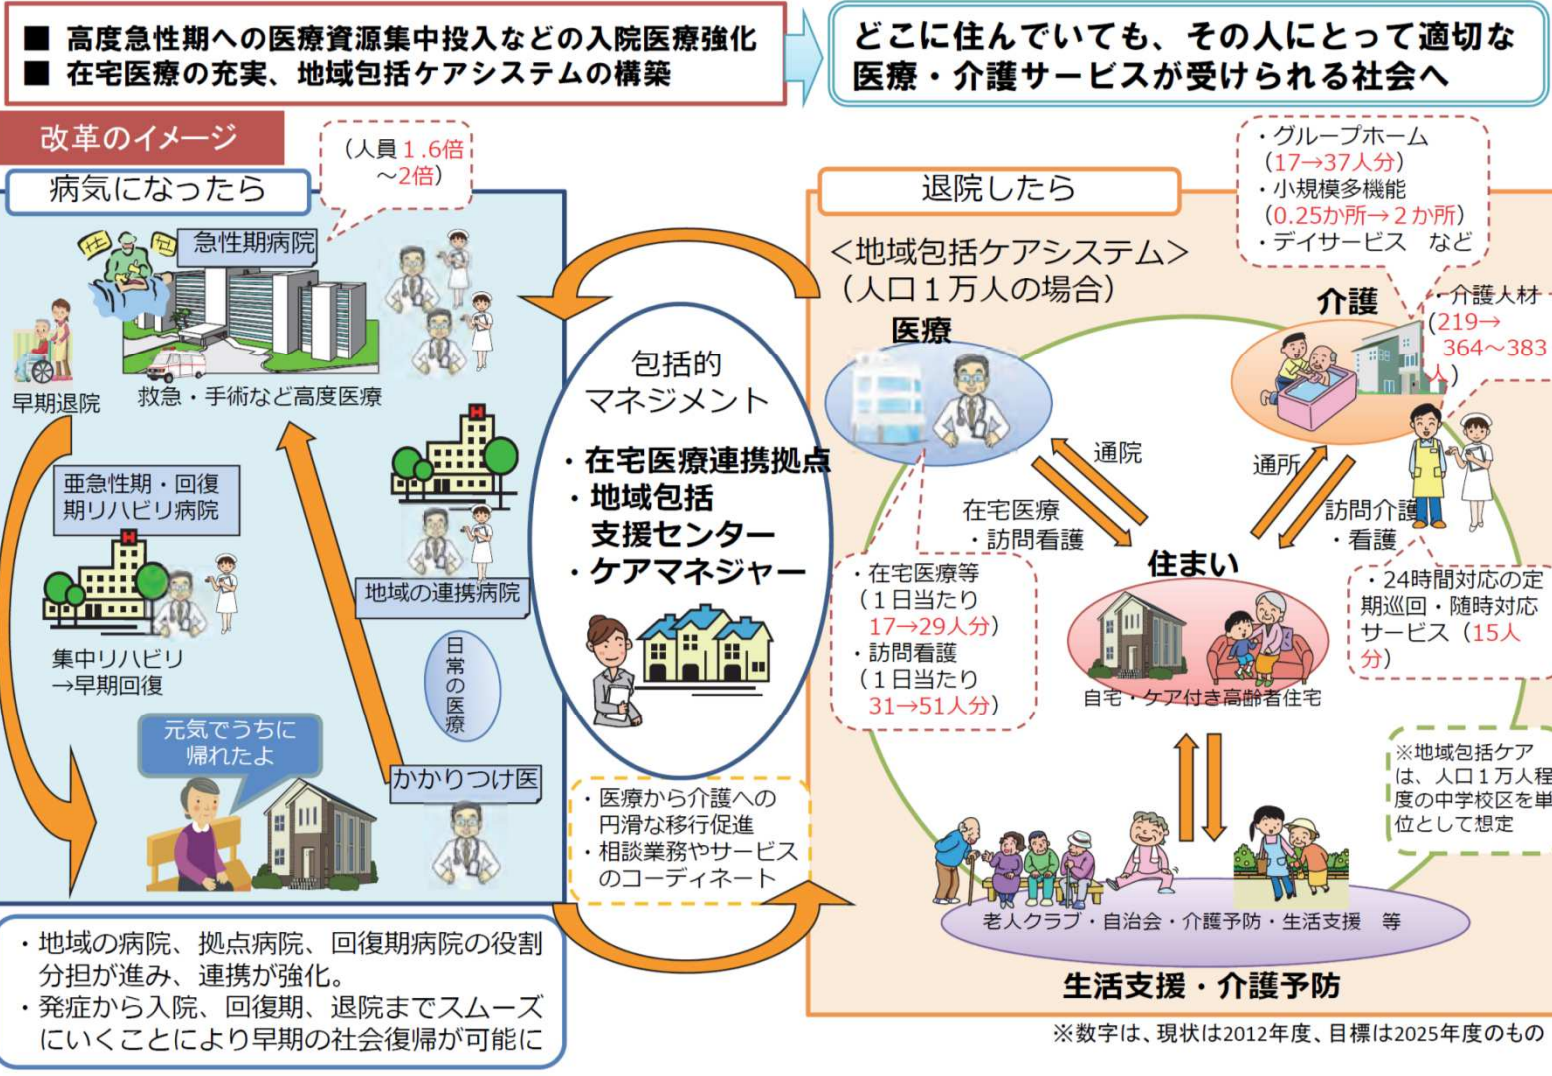 ■ 高度急性期への医療資源集中投入などの入院医療強化
■ 在宅医療の充実、地域包括ケアシステムの構築
どこに住んでいても、その人にとって適切な
医療・介護サービスが受けられる社会へ
改革のイメージ
病気になったら
（人員１.6倍
～2倍）
急性期病院
早期退院
救急・手術など高度医療
亜急性期・回復
期リハビリ病院
集中リハビリ
→早期回復
地域の連携病院
日常の医療
元気でうちに
帰れたよ
かかりつけ医
・地域の病院、拠点病院、回復期病院の役割
分担が進み、連携が強化。
・発症から入院、回復期、退院までスムーズ
にいくことにより早期の社会復帰が可能に
包括的
マネジメント
・在宅医療連携拠点
・地域包括
支援センター
・ケアマネジャー
・医療から介護への
円滑な移行促進
・相談業務やサービス
のコーディネート
退院したら
＜地域包括ケアシステム＞
（人口１万人の場合）
・グループホーム
（17→37人分）
・小規模多機能
（0.25か所→２か所）
・デイサービス　など
医療
介護
・介護人材
（219→
364～383
人）
通院
在宅医療
・訪問看護
通所
訪問介護
・看護
・在宅医療等
（１日当たり
17→29人分）
・訪問看護
（１日当たり
31→51人分）
住まい
自宅・ケア付き高齢者住宅
・24時間対応の定
期巡回・随時対応
サービス（15人
分）
※地域包括ケア
は、人口１万人程
度の中学校区を単
位として想定
老人クラブ・自治会・介護予防・生活支援　等
生活支援・介護予防
※数字は、現状は2012年度、目標は2025年度のもの